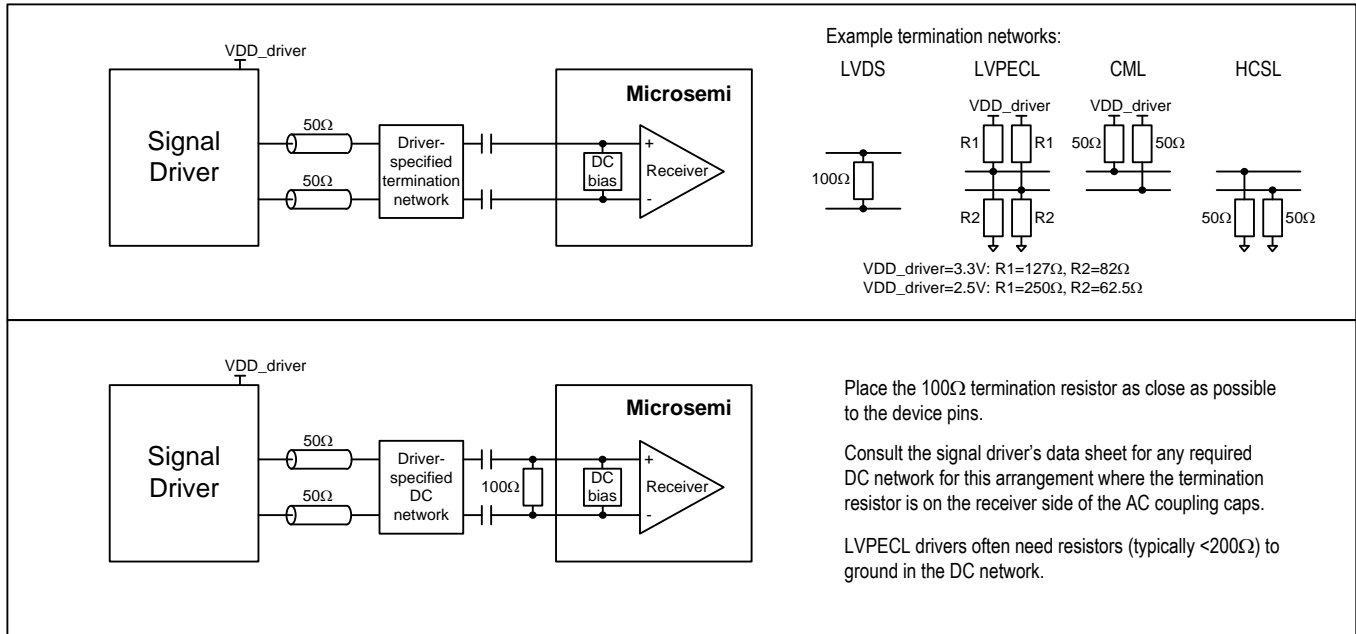 VDD_driver
Signal
Driver
50Ω
50Ω
Driver-
specified
termination
network
Microsemi
+
DC
bias
Receiver
-
Example termination networks:
LVDS
LVPECL
CML
HCSL
100Ω
VDD_driver
R1
R1
R2
R2
VDD_driver
50Ω
50Ω
50Ω
50Ω
VDD_driver=3.3V: R1=127Ω, R2=82Ω
VDD_driver=2.5V: R1=250Ω, R2=62.5Ω
VDD_driver
Signal
Driver
50Ω
50Ω
Driver-
specified
DC
network
100Ω
Microsemi
+
DC
bias
Receiver
-
Place the 100Ω termination resistor as close as possible
to the device pins.
Consult the signal driver's data sheet for any required
DC network for this arrangement where the termination
resistor is on the receiver side of the AC coupling caps.
LVPECL drivers often need resistors (typically <200Ω) to
ground in the DC network.